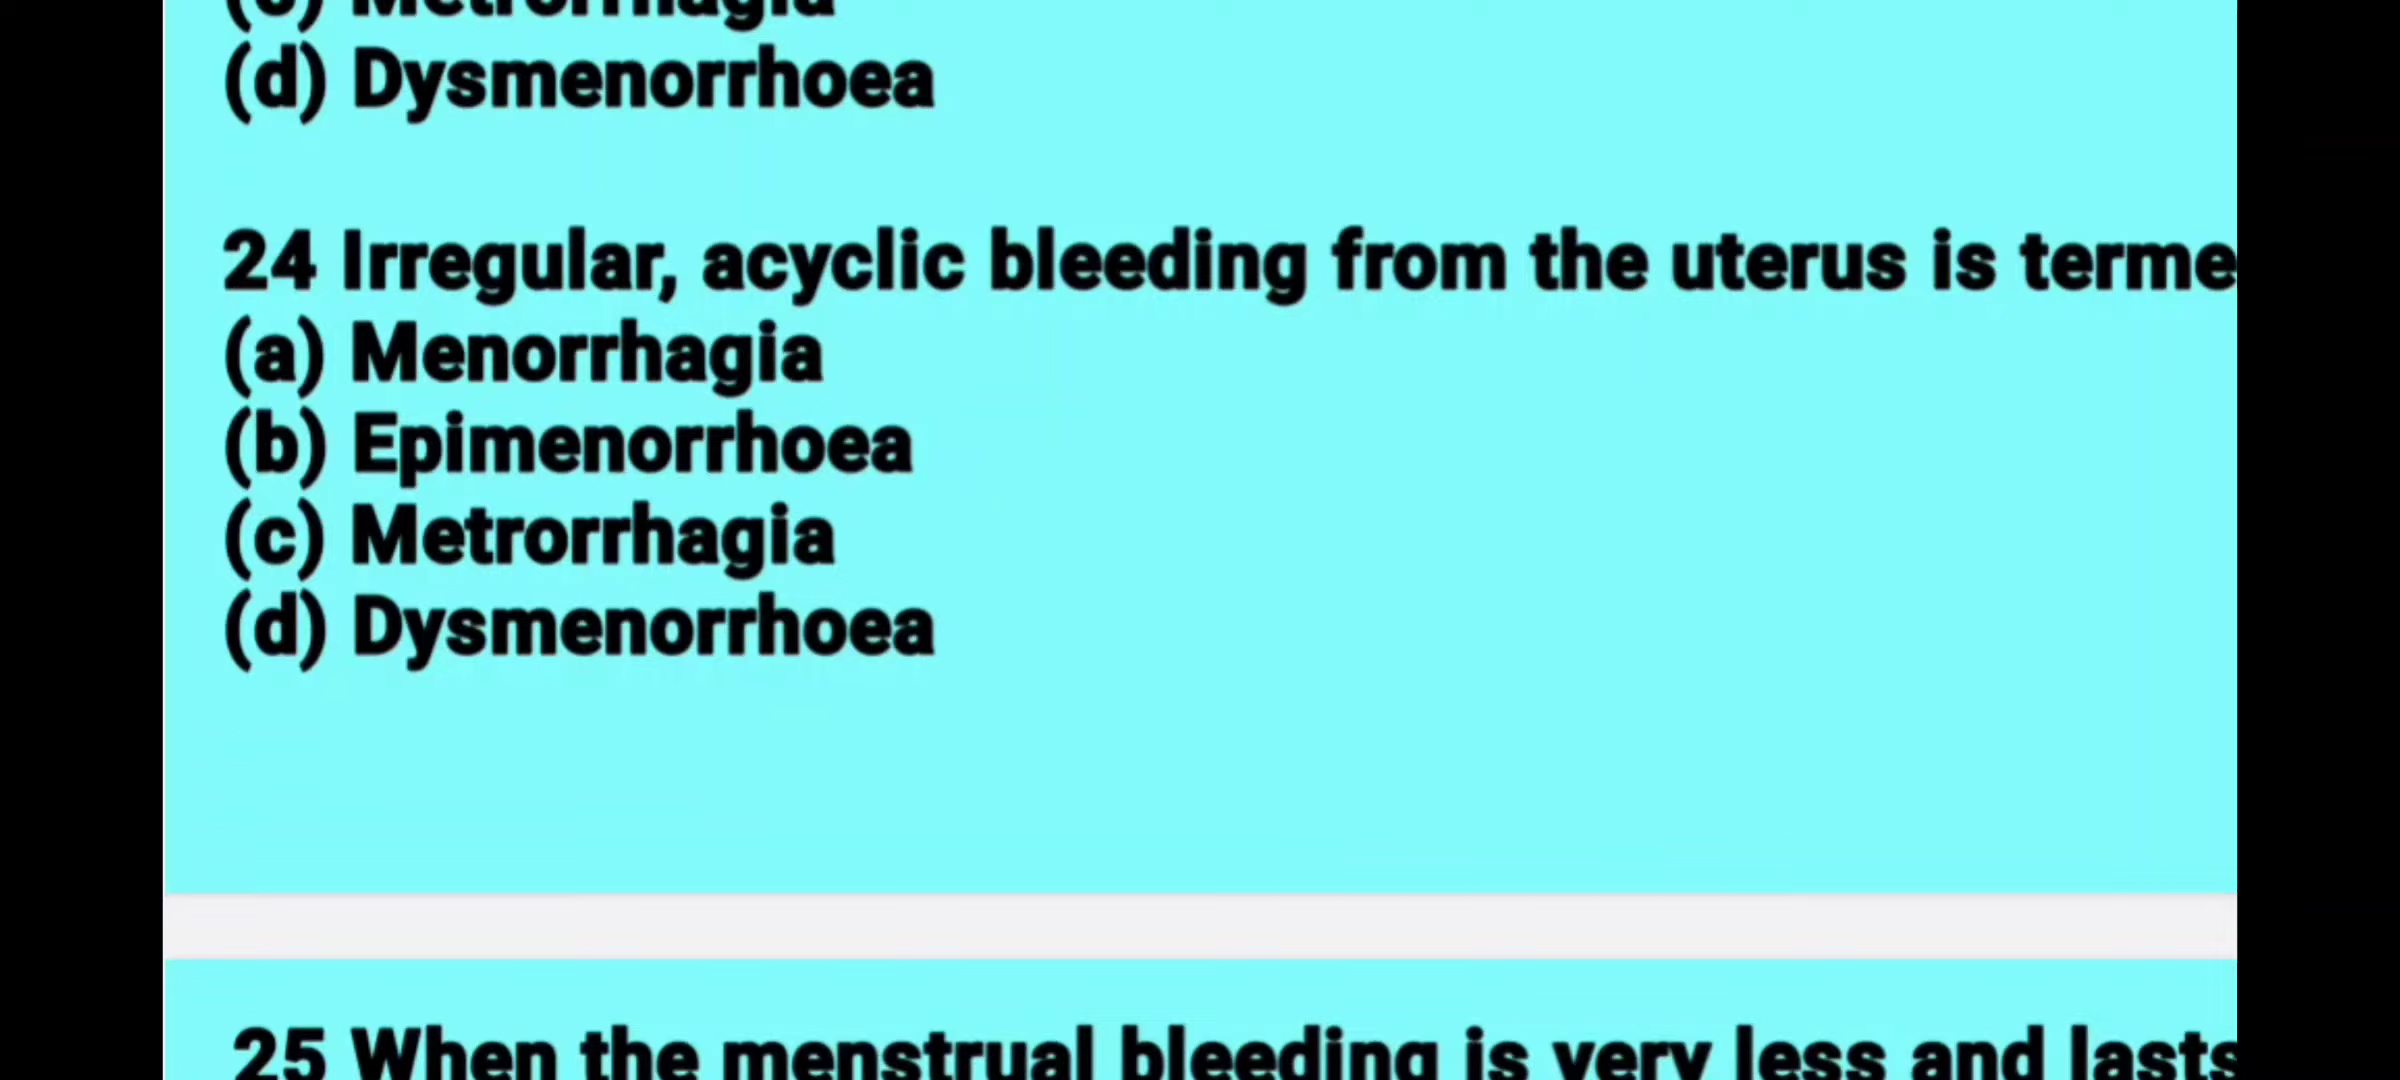 (d) Dysmenorrhoea
24 Irregular, acyclic bleeding from the uterus is terme
(a) Menorrhagia
(b) Epimenorrhoea
(c) Metrorrhagia
(d) Dysmenorrhoea
25 When the menstrual bleeding is very less and lasts